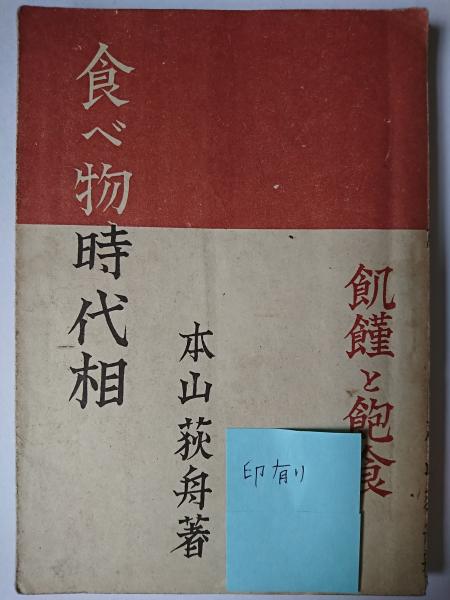 飢饉と飽食
食べ物時代相
本山荻舟著
印有り